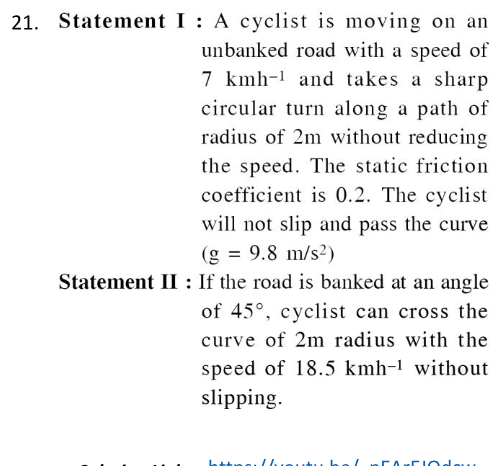 21. Statement I : A cyclist is moving on an
unbanked road with a speed of
7 kmh⁻¹ and takes a sharp
circular turn along a path of
radius of 2m without reducing
the speed. The static friction
coefficient is 0.2. The cyclist
will not slip and pass the curve
(g = 9.8 m/s²)
Statement II : If the road is banked at an angle
of 45°, cyclist can cross the
curve of 2m radius with the
speed of 18.5 kmh⁻¹ without
slipping.